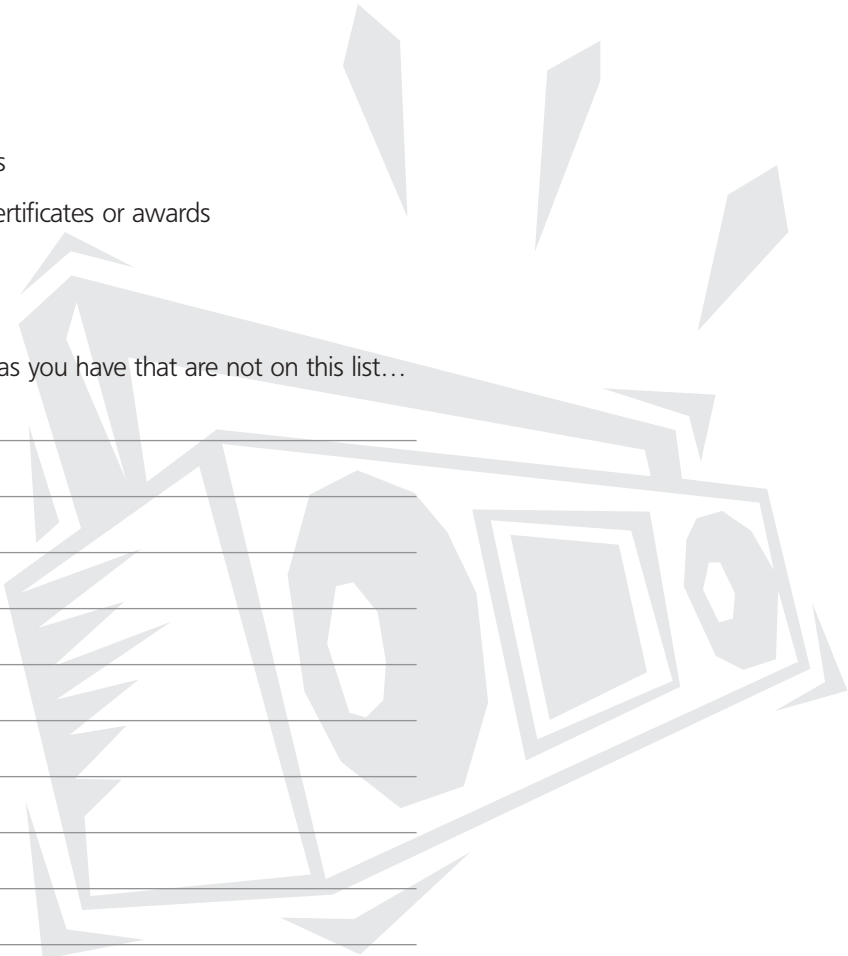 ertificates or awards
as you have that are not on this list…